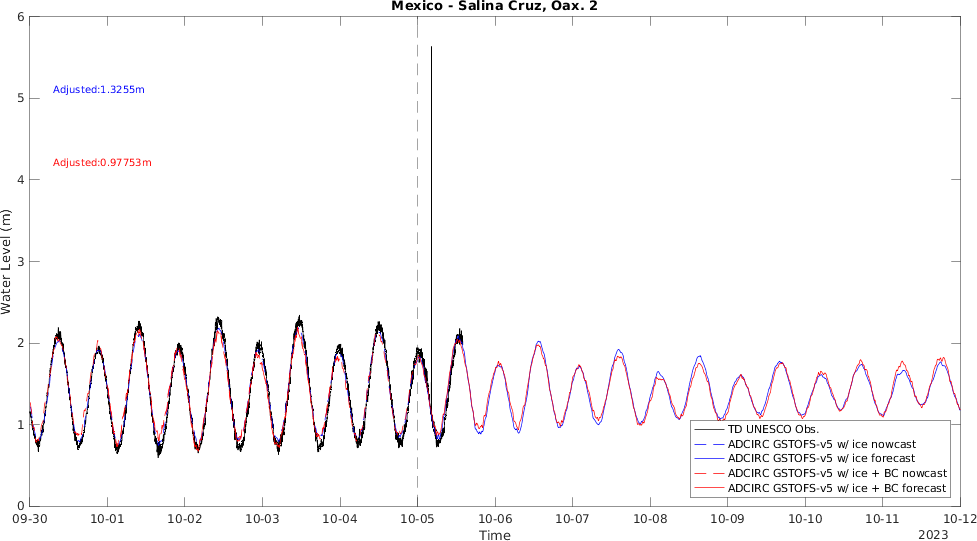 Mexico - Salina Cruz, Oax. 2
6
5
4
3
2
1
0
Water Level (m)
Adjusted:1.3255m
Adjusted:0.97753m
TD UNESCO Obs.
ADCIRC GSTOFS-v5 w/ ice nowcast
ADCIRC GSTOFS-v5 w/ ice forecast
ADCIRC GSTOFS-v5 w/ ice + BC nowcast
ADCIRC GSTOFS-v5 w/ ice + BC forecast
09-30 10-01 10-02 10-03 10-04 10-05 10-06 10-07 10-08 10-09 10-10 10-11 10-12
Time
2023